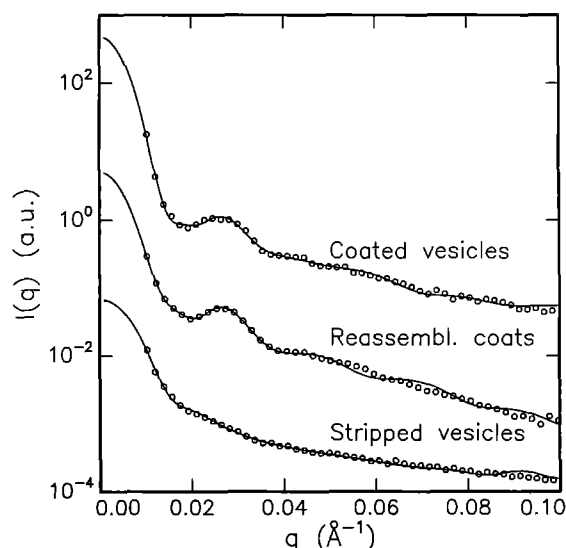 I(q) (a.u.)
10²
10⁰
10⁻²
10⁻⁴
Coated vesicles
Reassembl. coats
Stripped vesicles
0.00 0.02 0.04 0.06 0.08 0.100
q (Å⁻¹)